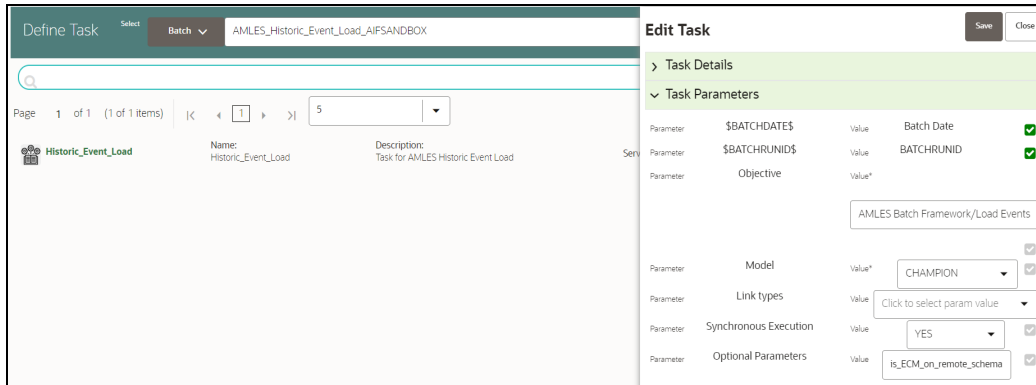 Define Task Select Batch AMLES_Historic_Event_Load_AIFSANDBOX
Page 1 of 1 (1 of 1 items) 1 5
Historic_Event_Load Name: Description:
Historic_Event_Load Task for AMLES Historic Event Load Serv
Edit Task Save Close
Task Details
Task Parameters
Parameter $BATCHDATE$ Value Batch Date
Parameter $BATCHRUNID$ Value BATCHRUNID
Parameter Objective Value*
AMLES Batch Framework/Load Events
Parameter Model Value* CHAMPION
Parameter Link types Value Click to select param value
Parameter Synchronous Execution Value YES
Parameter Optional Parameters Value is_ECM_on_remote_schema